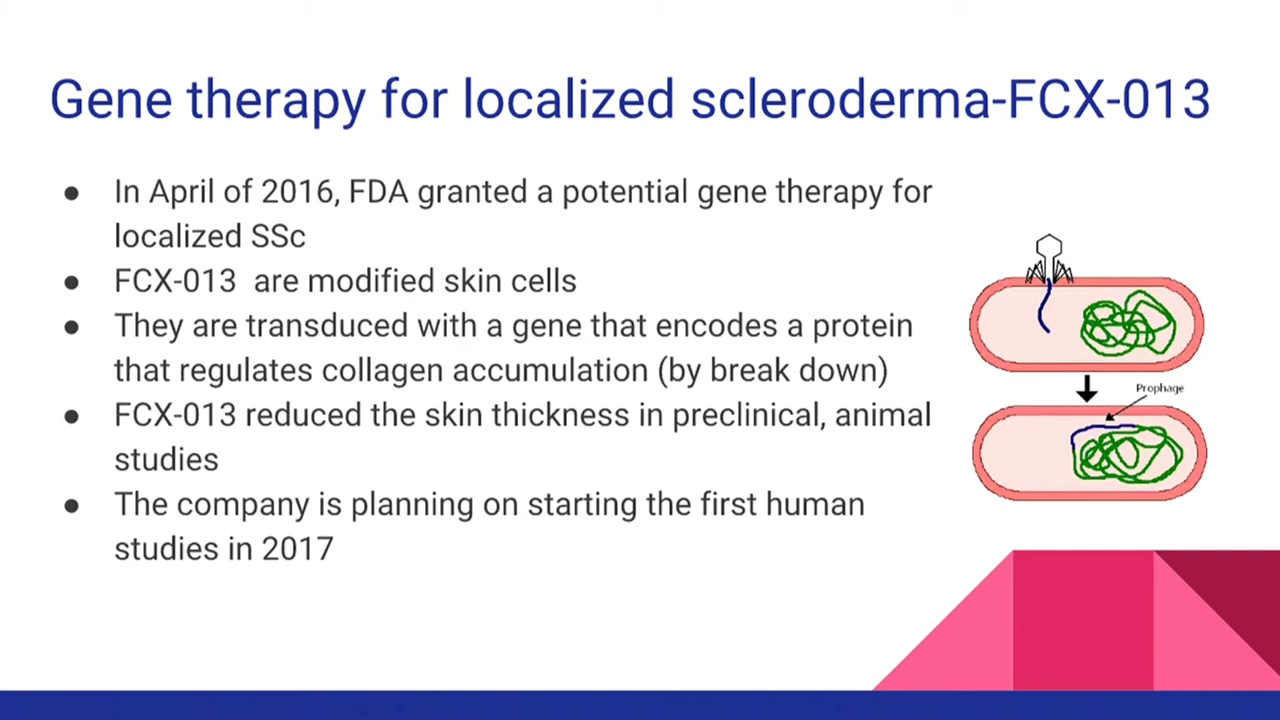 Gene therapy for localized scleroderma-FCX-013
● In April of 2016, FDA granted a potential gene therapy for
localized SSc
● FCX-013 are modified skin cells
● They are transduced with a gene that encodes a protein
that regulates collagen accumulation (by break down)
● FCX-013 reduced the skin thickness in preclinical, animal
studies
● The company is planning on starting the first human
studies in 2017
Prophage